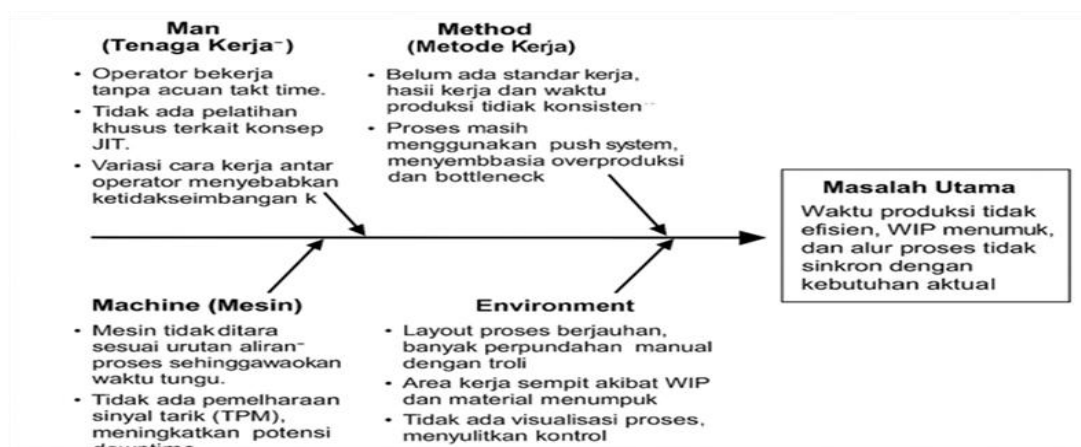 Man
(Tenaga Kerja⁻)
• Operator bekerja
tanpa acuan takt time.
• Tidak ada pelatihan
khusus terkait konsep
JIT.
• Variasi cara kerja antar
operator menyebabkan
ketidakseimbangan k
Method
(Metode Kerja)
• Belum ada standar kerja,
hasii kerja dan waktu
produksi tidiak konsisten
• Proses masih
menggunakan push system,
menyembbasia overproduksi
dan bottleneck
Masalah Utama
Waktu produksi tidak
efisien, WIP menumuk,
dan alur proses tidak
sinkron dengan
kebutuhan aktual
Machine (Mesin)
• Mesin tidak ditara
sesuai urutan aliran⁻
proses sehinggawaokan
waktu tungu.
• Tidak ada pemelharaan
sinyal tarik (TPM),
meningkatkan potensi
Environment
• Layout proses berjauhan,
banyak perpundahan manual
dengan troli
• Area kerja sempit akibat WIP
dan material menumpuk
• Tidak ada visualisasi proses,
menyulitkan kontrol